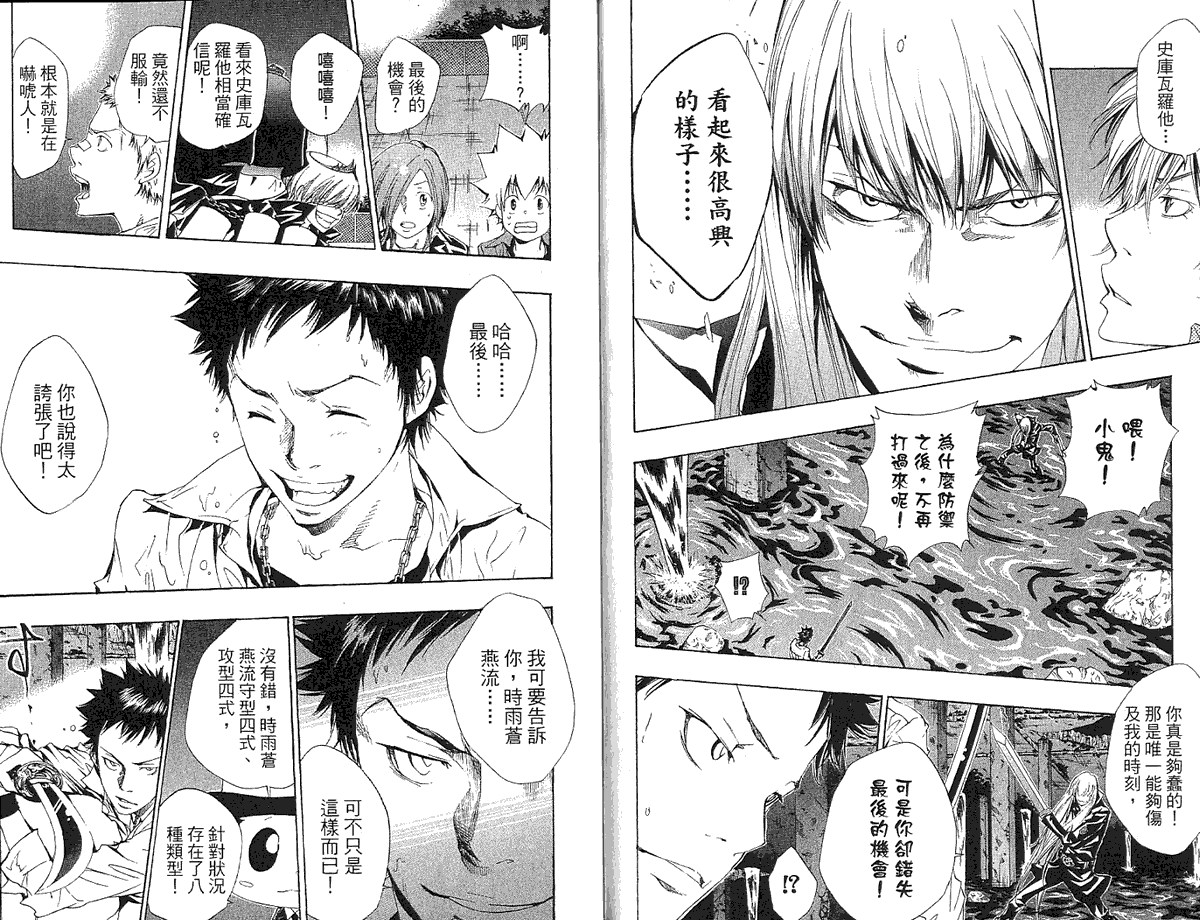 史庫瓦羅他…
看起來很高興
的樣子……
喂！
小鬼！
為什麼防禦
之後，不再
打過來呢！
!?
你真是夠蠢的！
那是唯一能夠傷
及我的時刻，
可是你卻錯失
最後的機會！
!?
啊……？
最後的
機會？
嘻嘻嘻！
看來史庫瓦
羅他相當確
信呢！
竟然還不
服輸！
根本就是在
嚇唬人！
哈哈……
最後……
你也說得太
誇張了吧！
我可要告訴
你，時雨蒼
燕流……
可不只是
這樣而已！
沒有錯，時雨蒼
燕流守型四式、
攻型四式，
針對狀況
存在了八
種類型！